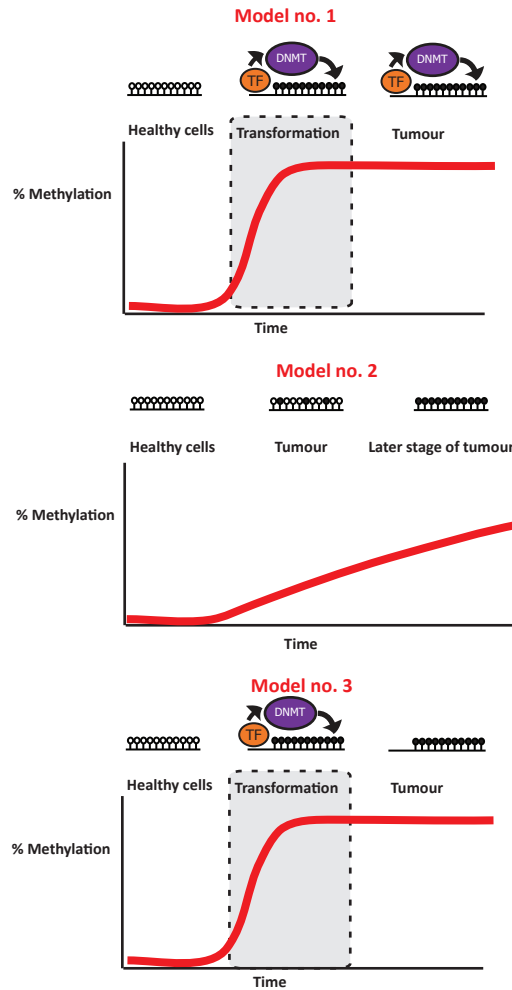 Model no. 1
DNMT
DNMT
TF
TF
Healthy cells
Transformation
Tumour
% Methylation
Time
Model no. 2
Healthy cells
Tumour
Later stage of tumour
% Methylation
Time
Model no. 3
DNMT
TF
Healthy cells
Transformation
Tumour
% Methylation
Time